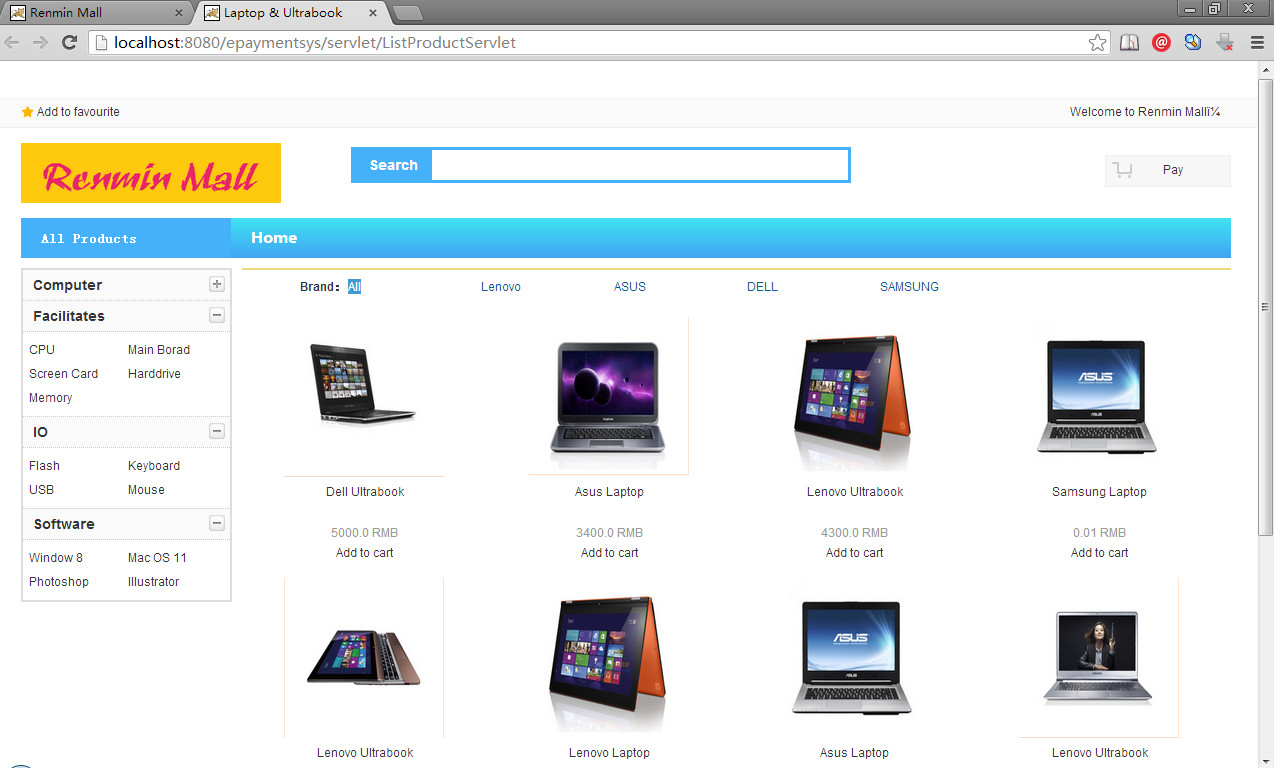 Renmin Mall
Laptop & Ultrabook
localhost:8080/epaymentsys/servlet/ListProductServlet
Add to favourite
Welcome to Renmin Mallï¼
Renmin Mall
Search
Pay
All Products
Home
Computer
Facilitates
CPU Main Borad
Screen Card Harddrive
Memory
IO
Flash Keyboard
USB Mouse
Software
Window 8 Mac OS 11
Photoshop Illustrator
Brand： All Lenovo ASUS DELL SAMSUNG
ASUS
Dell Ultrabook Asus Laptop Lenovo Ultrabook Samsung Laptop
5000.0 RMB 3400.0 RMB 4300.0 RMB 0.01 RMB
Add to cart Add to cart Add to cart Add to cart
ASUS
Lenovo Ultrabook Lenovo Laptop Asus Laptop Lenovo Ultrabook